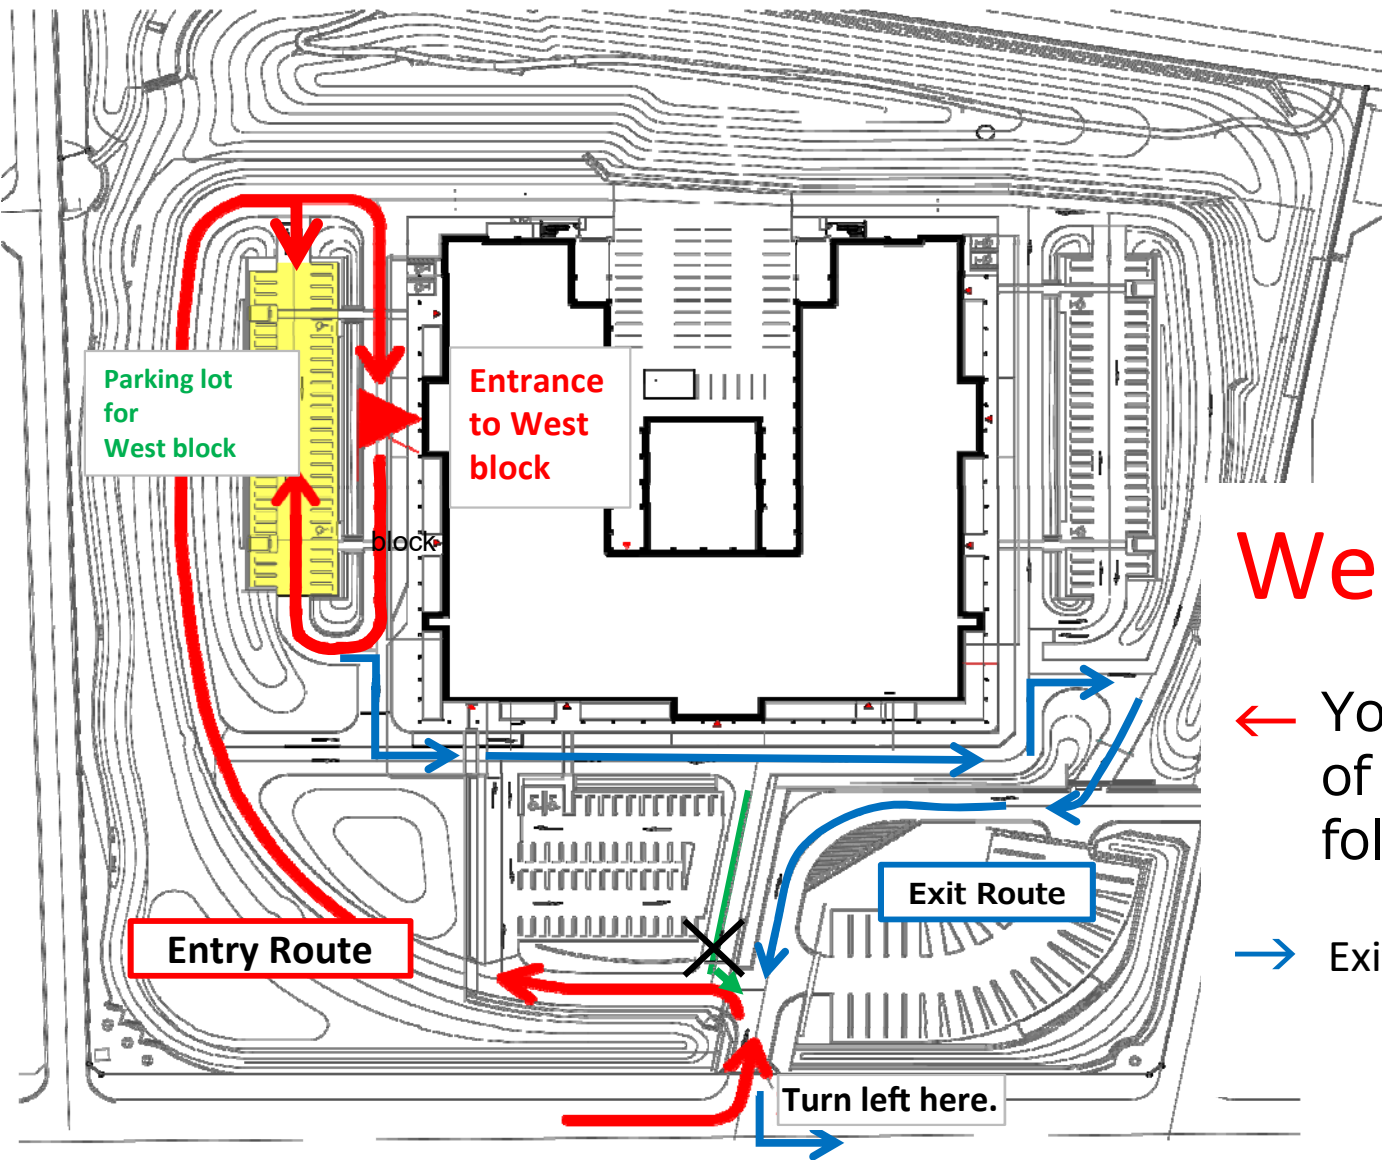 Parking lot
for
West block
Entrance
to West
block
block
We
← Yo
of
fol
Exit Route
Entry Route
→ Exi
Turn left here.